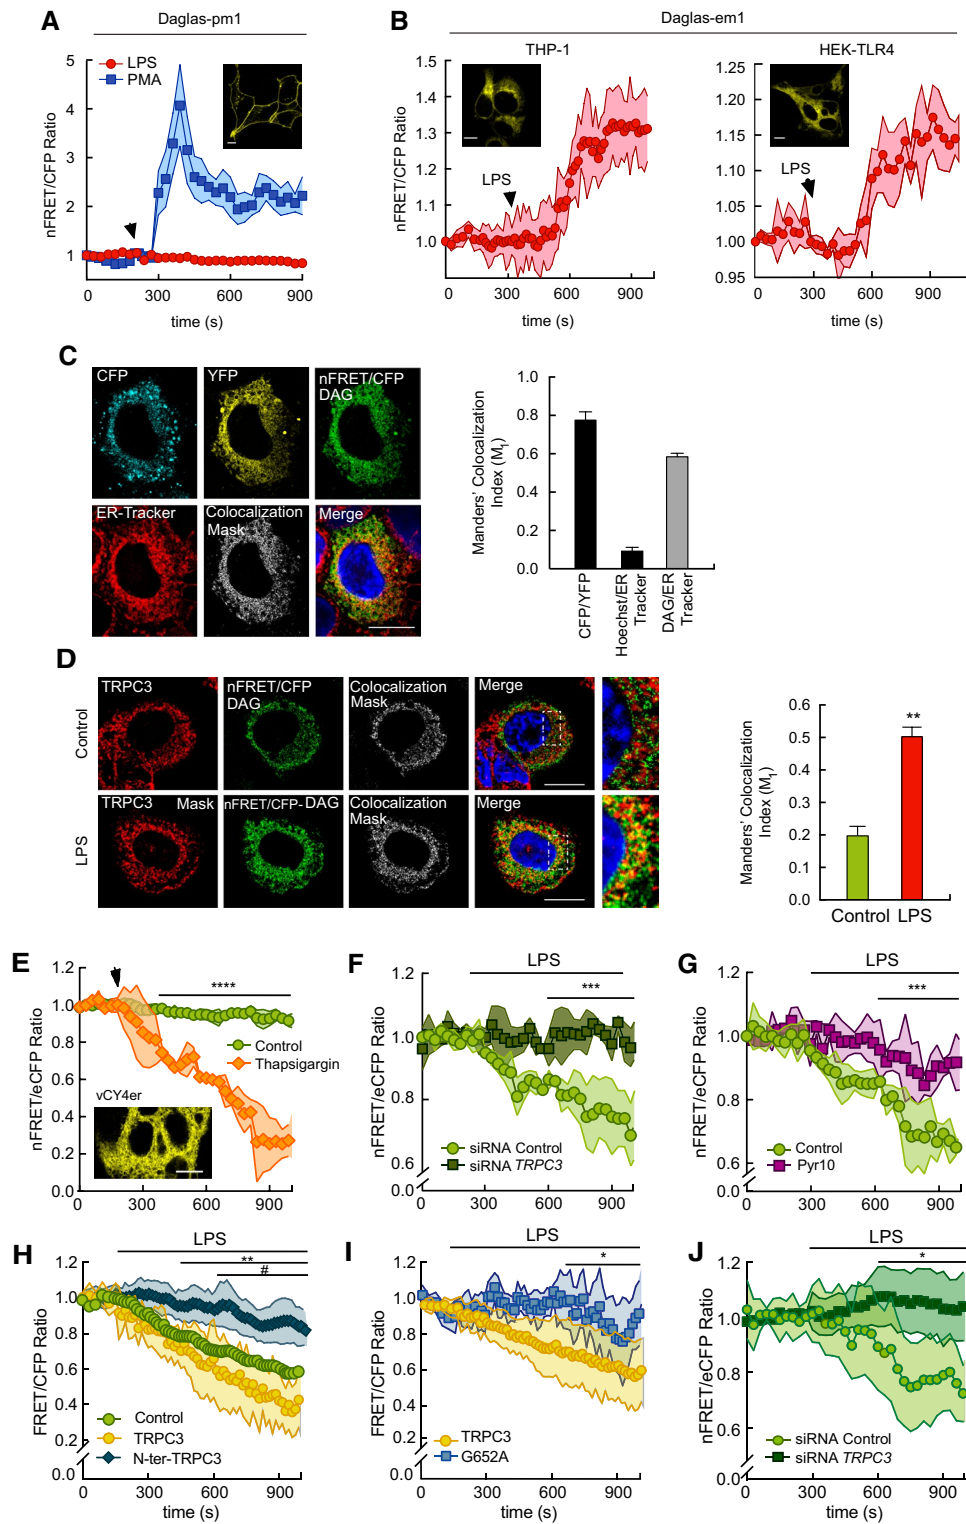 A
Daglas-pm1
LPS
PMA
nFRET/CFP Ratio
5
4
3
2
1
0
300
600
900
time (s)
B
Daglas-em1
THP-1
LPS
nFRET/CFP Ratio
1.5
1.4
1.3
1.2
1.1
1.0
0
300
600
900
time (s)
HEK-TLR4
LPS
1.25
1.20
1.15
1.10
1.05
1.00
0.95
0
300
600
900
time (s)
C
CFP
YFP
nFRET/CFP
DAG
ER-Tracker
Colocalization
Mask
Merge
Manders' Colocalization
Index (M1)
1.0
0.8
0.6
0.4
0.2
0.0
CFP/YFP
Hoechst/ER
Tracker
DAG/ER
Tracker
D
Control
TRPC3
nFRET/CFP
DAG
Colocalization
Mask
Merge
LPS
TRPC3
Mask
nFRET/CFP-DAG
Colocalization
Mask
Merge
Manders' Colocalization
Index (M1)
0.6
0.5
0.4
0.3
0.2
0.1
0.0
**
Control LPS
E
nFRET/eCFP Ratio
1.2
1.0
0.8
0.6
0.4
0.2
0.0
****
Control
Thapsigargin
vCY4er
0
300
600
900
F
LPS
***
nFRET/eCFP Ratio
1.2
1.0
0.8
0.6
0.0
siRNA Control
siRNA TRPC3
0
300
600
900
G
LPS
***
nFRET/eCFP Ratio
1.2
1.0
0.8
0.6
0.0
Control
Pyr10
0
300
600
900
H
LPS
**
#
FRET/CFP Ratio
1.2
1.0
0.8
0.6
0.4
0.2
0.0
Control
TRPC3
N-ter-TRPC3
0
300
600
900
time (s)
I
LPS
*
FRET/CFP Ratio
1.2
1.0
0.8
0.6
0.4
0.2
0.0
TRPC3
G652A
0
300
600
900
time (s)
J
LPS
*
nFRET/eCFP Ratio
1.2
1.0
0.8
0.6
0.0
siRNA Control
siRNA TRPC3
0
300
600
900
time (s)